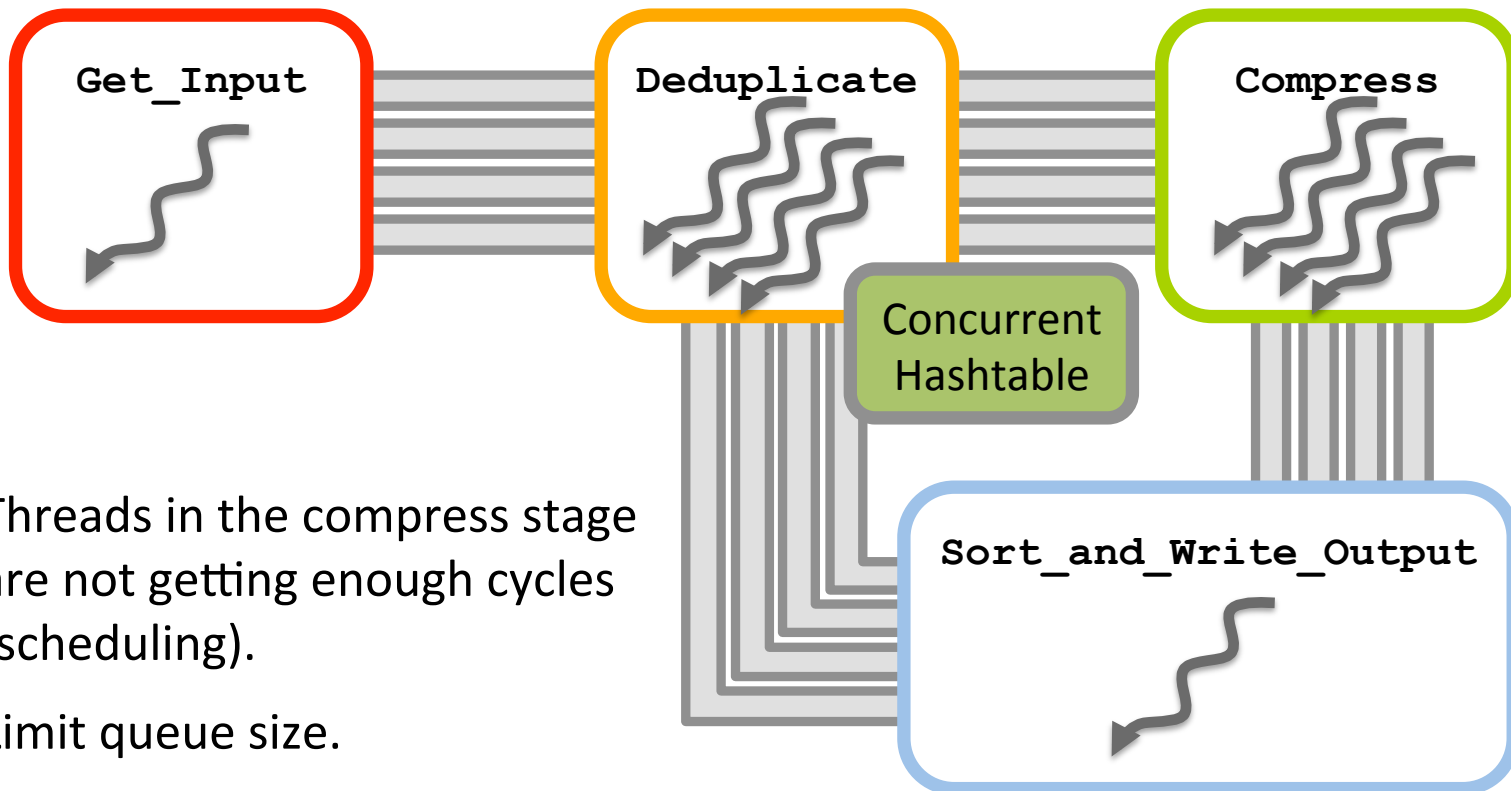 Get_Input
Deduplicate
Compress
Concurrent
Hashtable
Threads in the compress stage
are not getting enough cycles
scheduling).
Limit queue size.
Sort_and_Write_Output